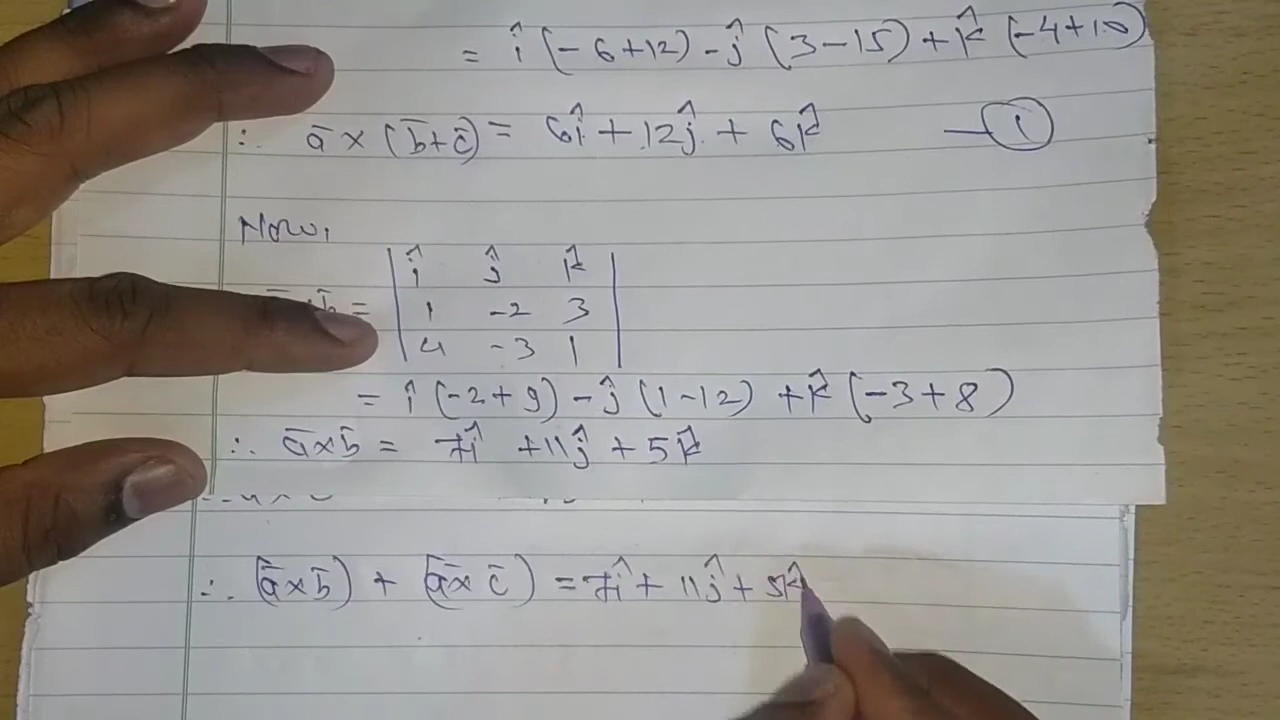 = î (-6+12) - ĵ (3-15) + k̂ (-4+10)
∴ a̅ × (b̅+c̅) = 6î + 12ĵ + 6k̂ —①
Now,
b̅ = | î ĵ k̂ |
| 1 -2 3 |
| 4 -3 1 |
= î (-2+9) - ĵ (1-12) + k̂ (-3+8)
∴ a̅×b̅ = 7î + 11ĵ + 5k̂
∴ (a̅×b̅) + (a̅×c̅) = 7î + 11ĵ + 5k̂